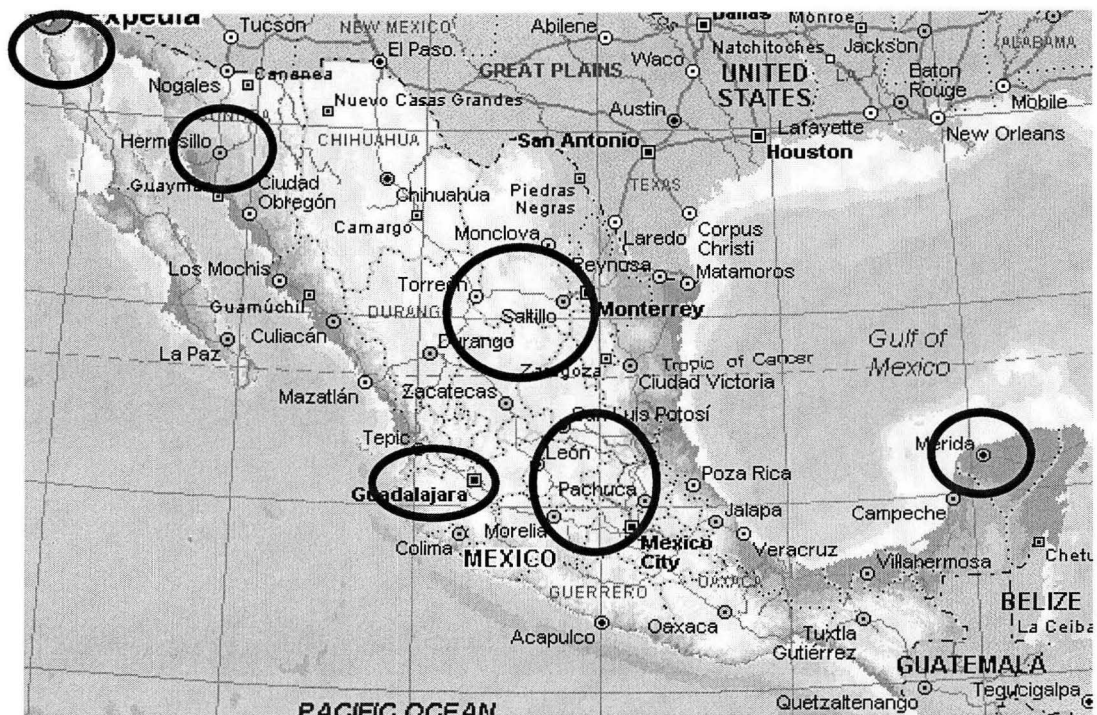 Expedia
Tucson
NEW MEXICO
Abilene
Dallas
Monroe
El Paso
Natchitoches
Jackson
ALABAMA
Nogales
Cananea
GREAT PLAINS
Waco
UNITED
STATES
LA
Baton
Rouge
Nuevo Casas Grandes
Austin
Mobile
Hermosillo
CHIHUAHUA
San Antonio
Lafayette
New Orleans
Houston
Guaymas
Ciudad
Obregón
Chihuahua
Piedras
Negras
TEXAS
Camargo
Monclova
Laredo
Corpus
Christi
Los Mochis
Torreón
Reynosa
Matamoros
Guamúchil
DURANGO
Saltillo
Monterrey
Culiacán
La Paz
Durango
Gulf of
Mexico
Zaragoza
Tropic of Cancer
Ciudad Victoria
Mazatlán
Zacatecas
San Luis Potosí
Tepic
León
Mérida
Guadalajara
Pachuca
Poza Rica
Campeche
Colima
Morelia
Jalapa
MEXICO
Mexico
City
Veracruz
Villahermosa
Chetu
GUERRERO
OAXACA
BELIZE
Acapulco
Oaxaca
Tuxtla
Gutiérrez
La Ceiba
GUATEMALA
Quetzaltenango
Tegucigalpa
PACIFIC OCEAN